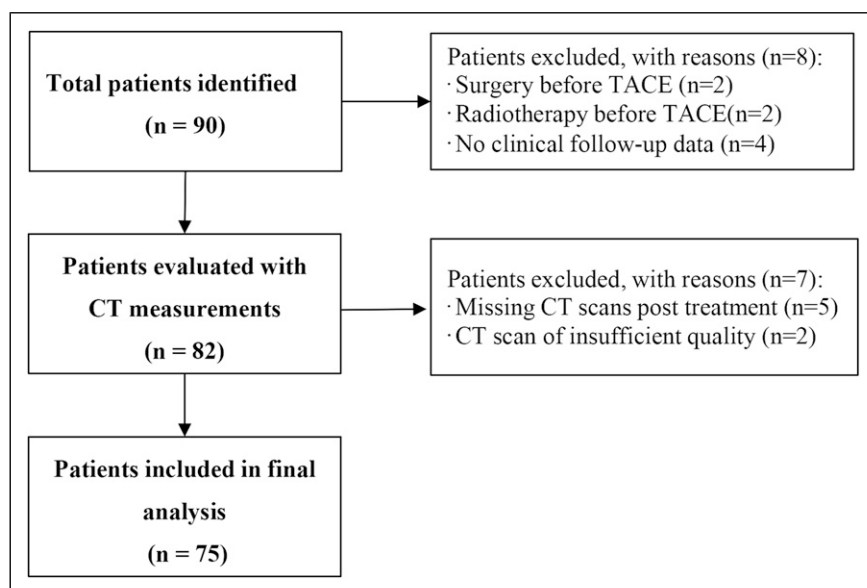 Total patients identified
(n = 90)
Patients excluded, with reasons (n=8):
· Surgery before TACE (n=2)
· Radiotherapy before TACE(n=2)
· No clinical follow-up data (n=4)
Patients evaluated with
CT measurements
(n = 82)
Patients excluded, with reasons (n=7):
· Missing CT scans post treatment (n=5)
· CT scan of insufficient quality (n=2)
Patients included in final
analysis
(n = 75)